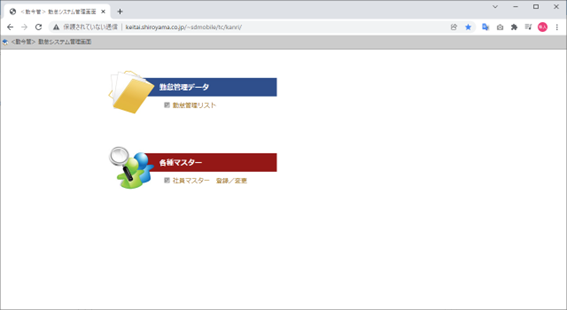 ＜勤今管＞ 勤怠システム管理画面
保護されていない通信 | keitai.shiroyama.co.jp/~sdmobile/tc/kanri/
＜勤今管＞ 勤怠システム管理画面
勤怠管理データ
勤怠管理リスト
各種マスター
社員マスター　登録／変更